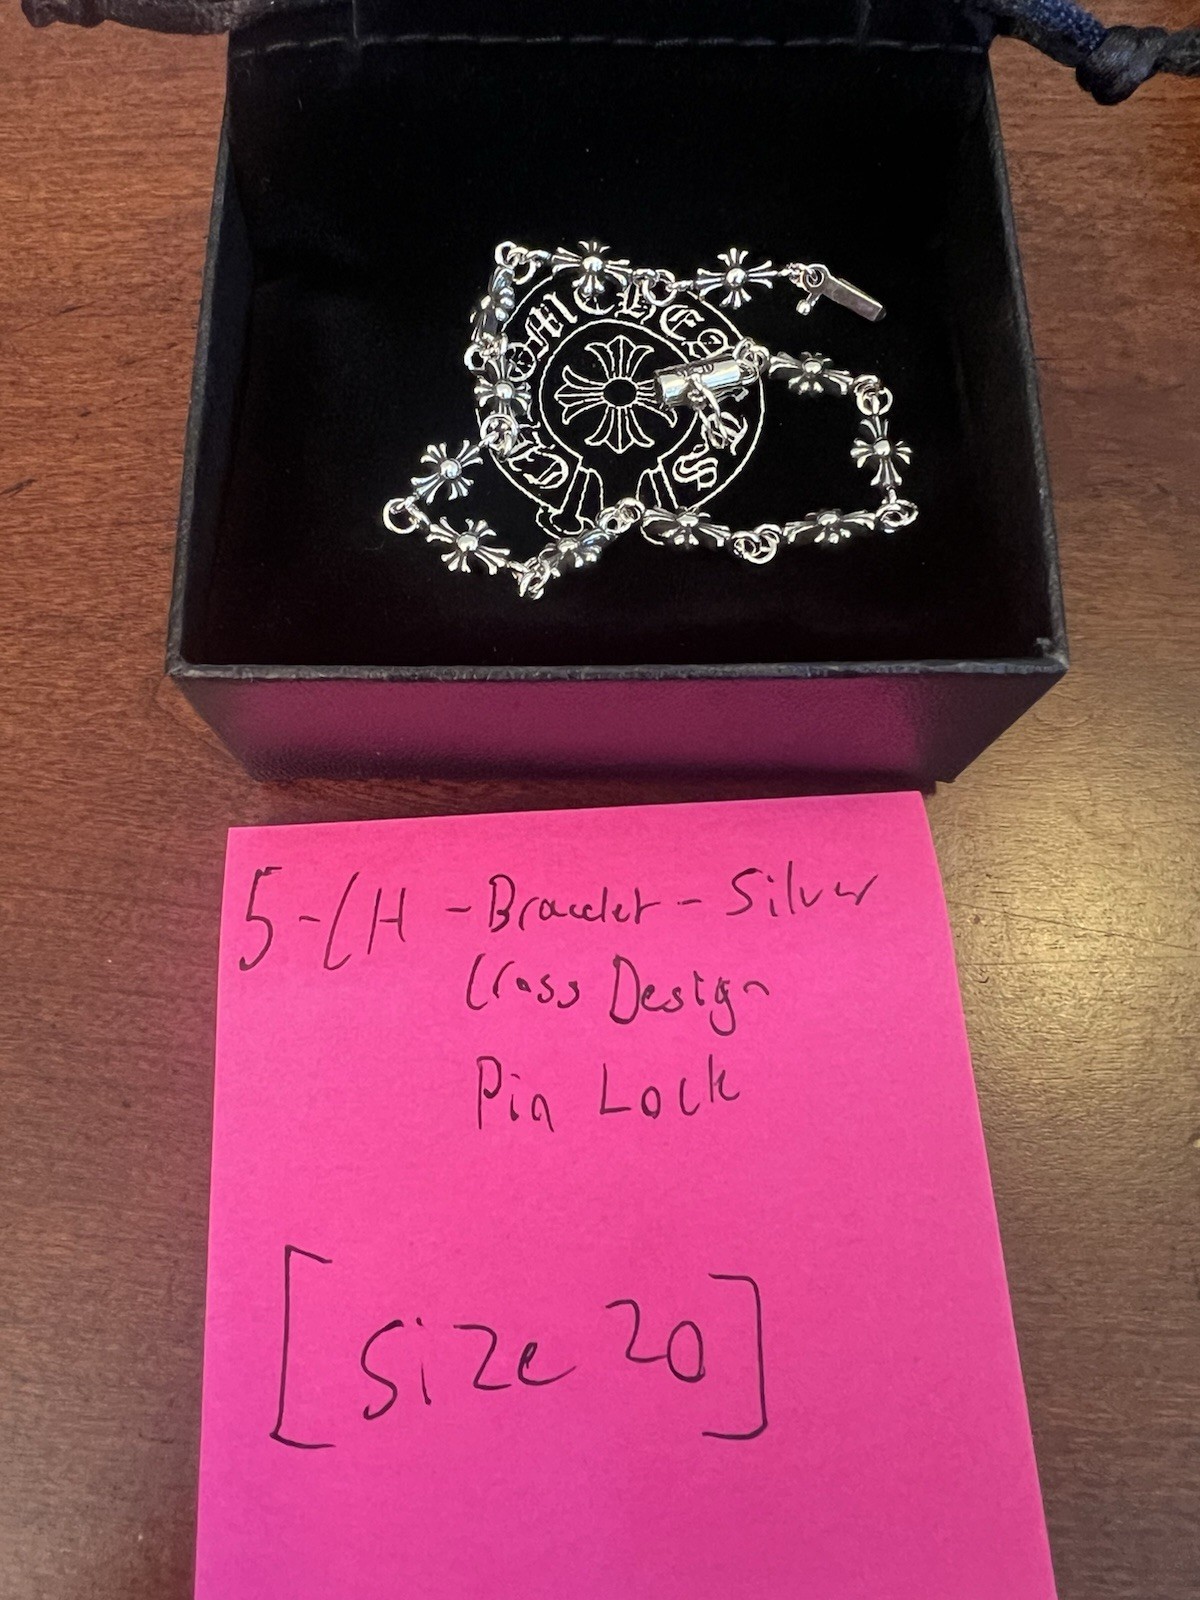 5-CH - Bracelet - Silver
Cross Design
Pin Lock
[Size 20]